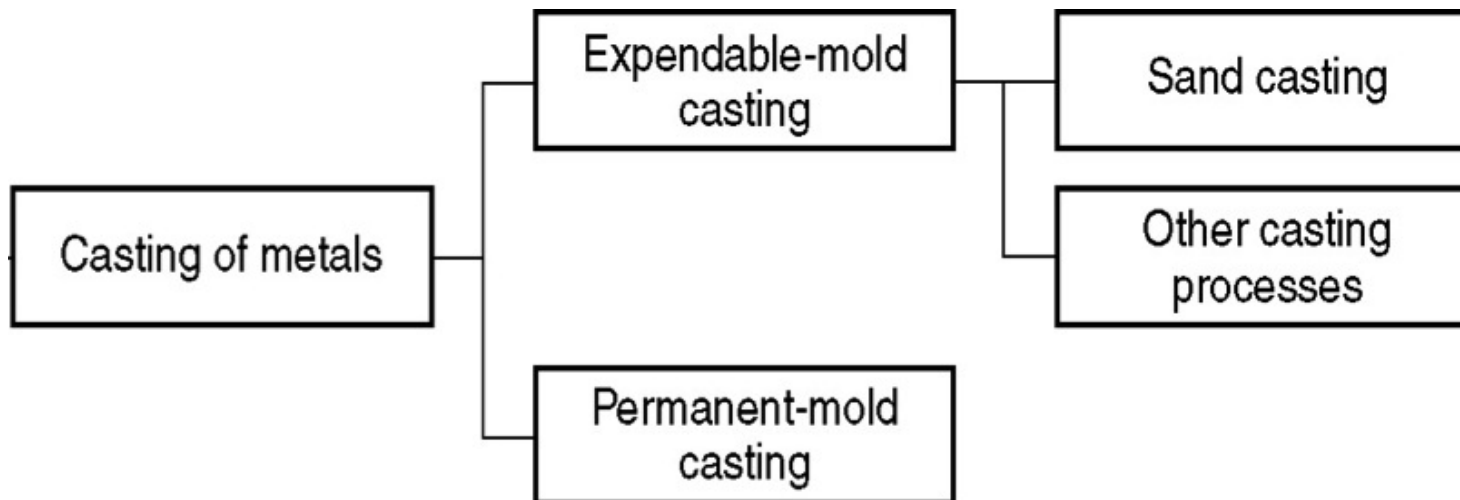 Expendable-mold
casting
Sand casting
Casting of metals
Other casting
processes
Permanent-mold
casting